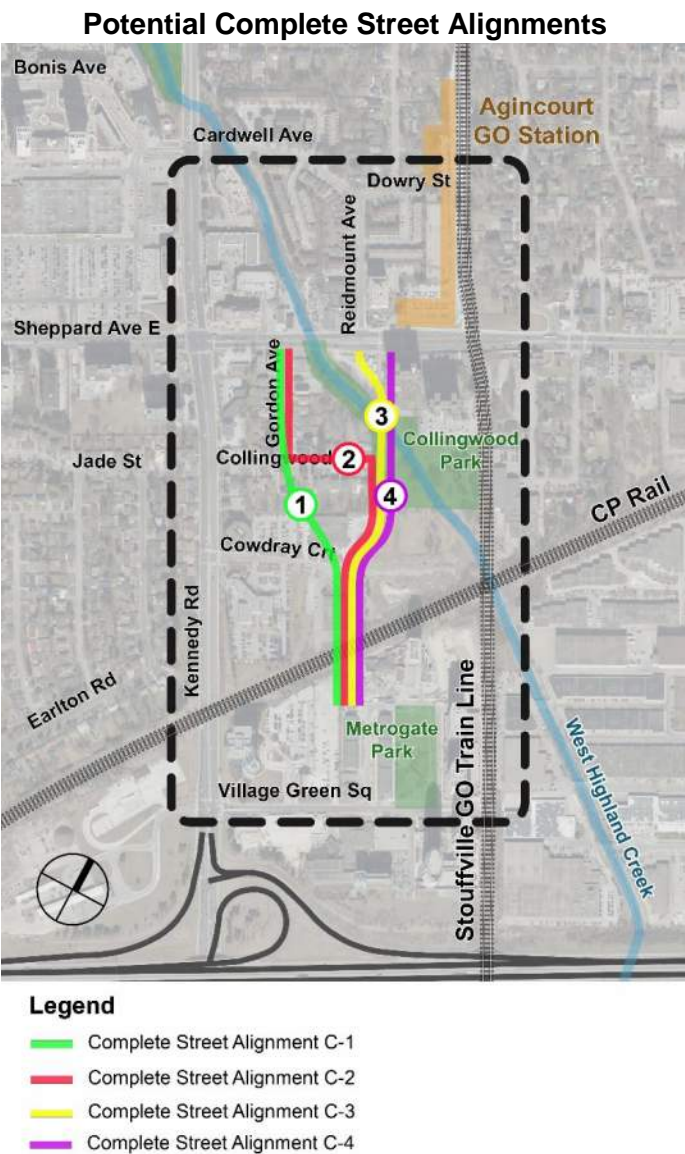 Potential Complete Street Alignments
Bonis Ave
Cardwell Ave
Agincourt
GO Station
Dowry St
Reidmount Ave
Sheppard Ave E
Gordon Ave
3
Collingwood
Park
Jade St
Collingwood
2
4
1
CP Rail
Cowdray Crt
Kennedy Rd
Earlton Rd
Metrogate
Park
Stouffville GO Train Line
West Highland Creek
Village Green Sq
Legend
Complete Street Alignment C-1
Complete Street Alignment C-2
Complete Street Alignment C-3
Complete Street Alignment C-4